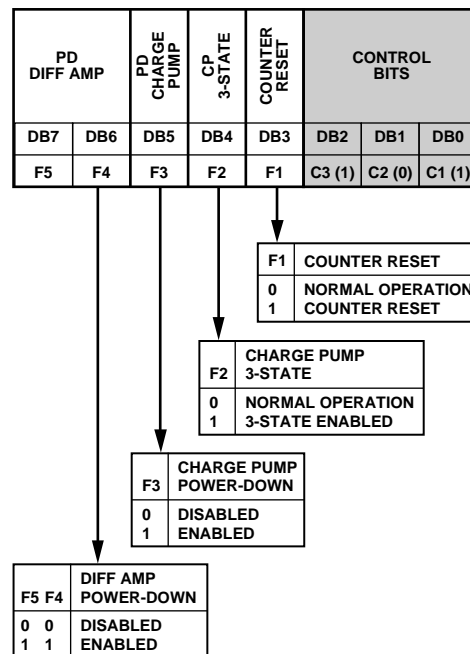 PD
DIFF AMP
PD
CHARGE
PUMP
CP
3-STATE
COUNTER
RESET
CONTROL
BITS
DB7 DB6 DB5 DB4 DB3 DB2 DB1 DB0
F5 F4 F3 F2 F1 C3 (1) C2 (0) C1 (1)
F1 COUNTER RESET
0 NORMAL OPERATION
1 COUNTER RESET
CHARGE PUMP
F2 3-STATE
0 NORMAL OPERATION
1 3-STATE ENABLED
CHARGE PUMP
F3 POWER-DOWN
0 DISABLED
1 ENABLED
DIFF AMP
F5 F4 POWER-DOWN
0 0 DISABLED
1 1 ENABLED